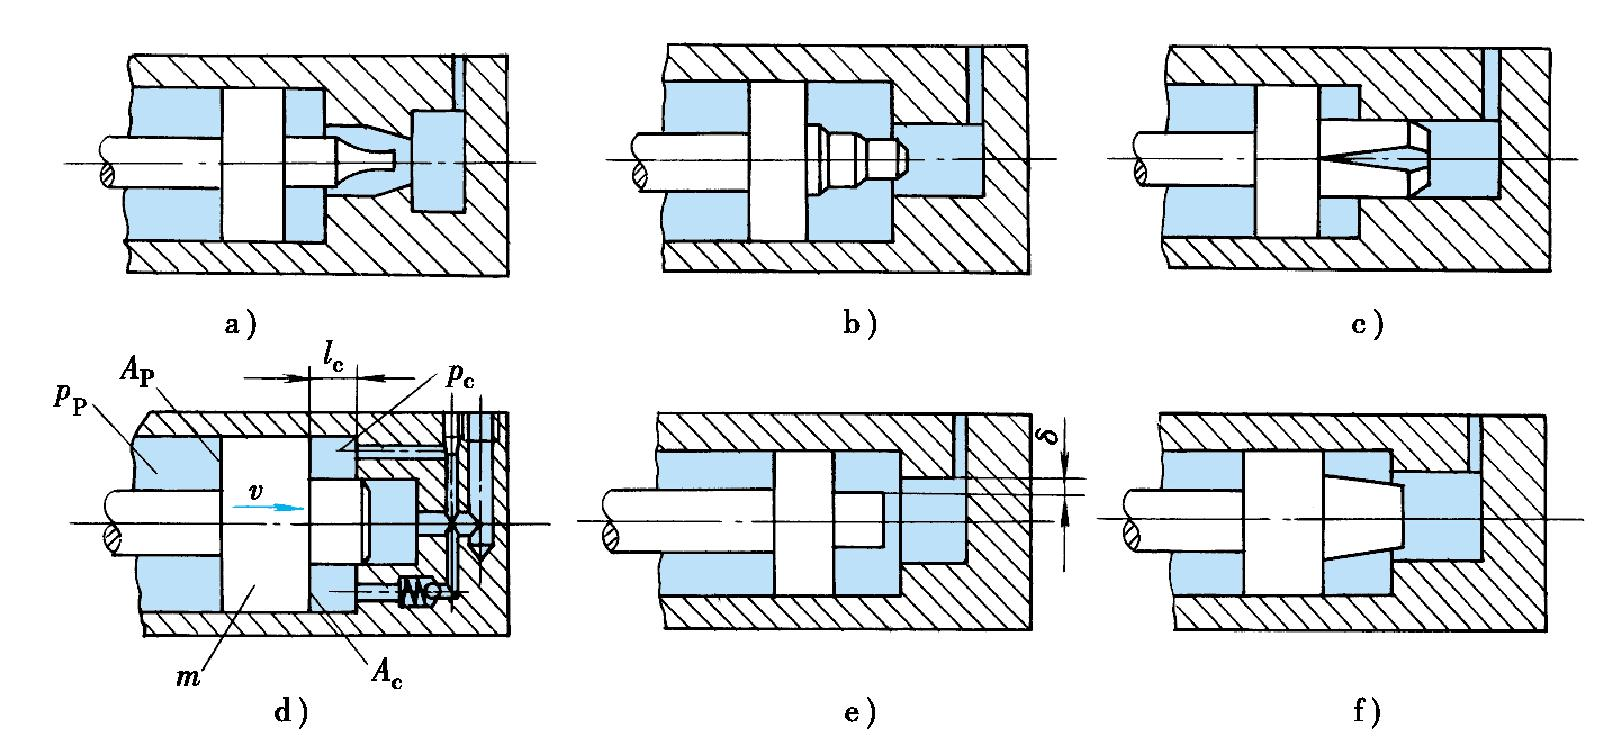 a)
b)
c)
l_c
A_P
p_c
p_P
δ
v
m
A_c
d)
e)
f)